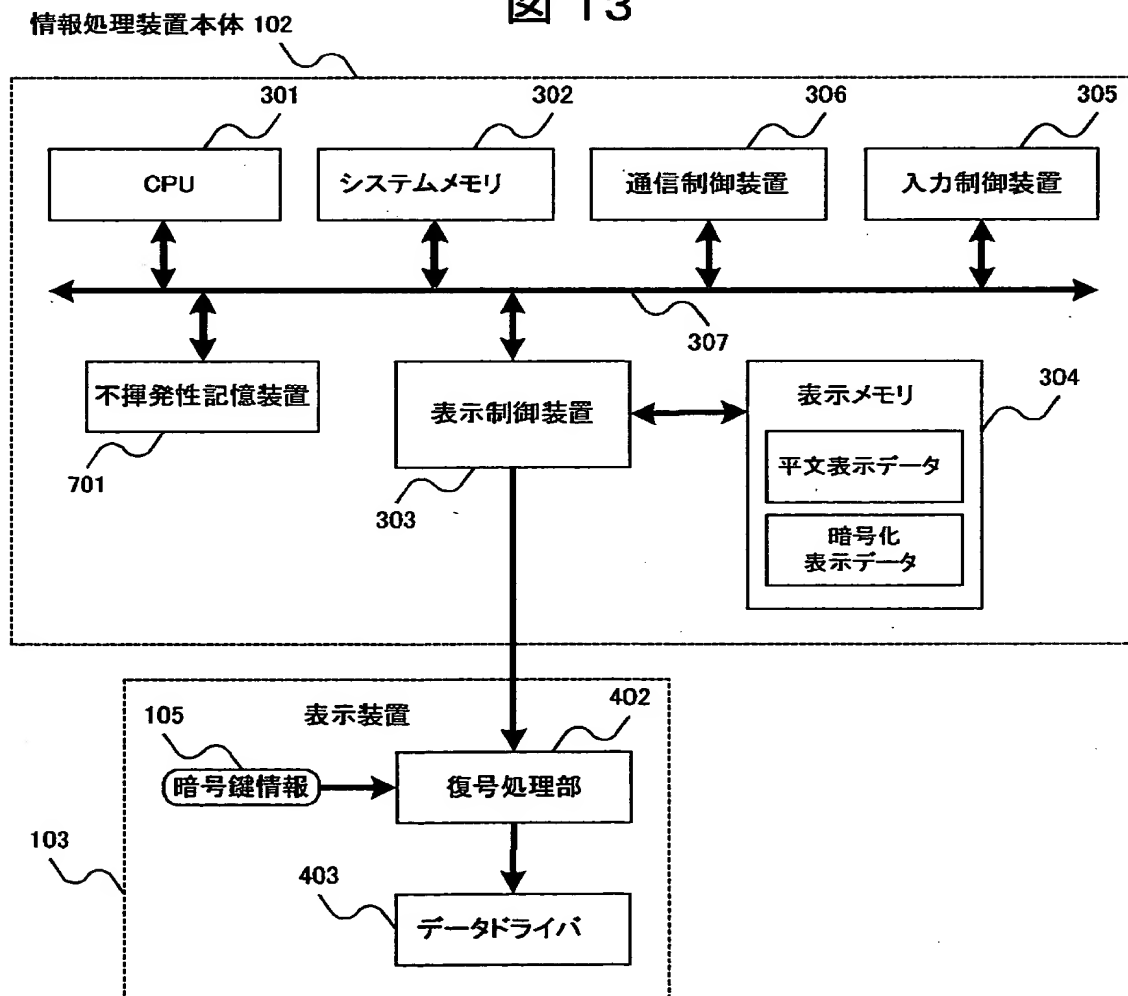 図 13
情報処理装置本体 102
301
302
306
305
CPU
システムメモリ
通信制御装置
入力制御装置
307
不揮発性記憶装置
表示制御装置
表示メモリ
304
平文表示データ
暗号化
表示データ
701
303
表示装置
402
105
暗号鍵情報
復号処理部
103
403
データドライバ